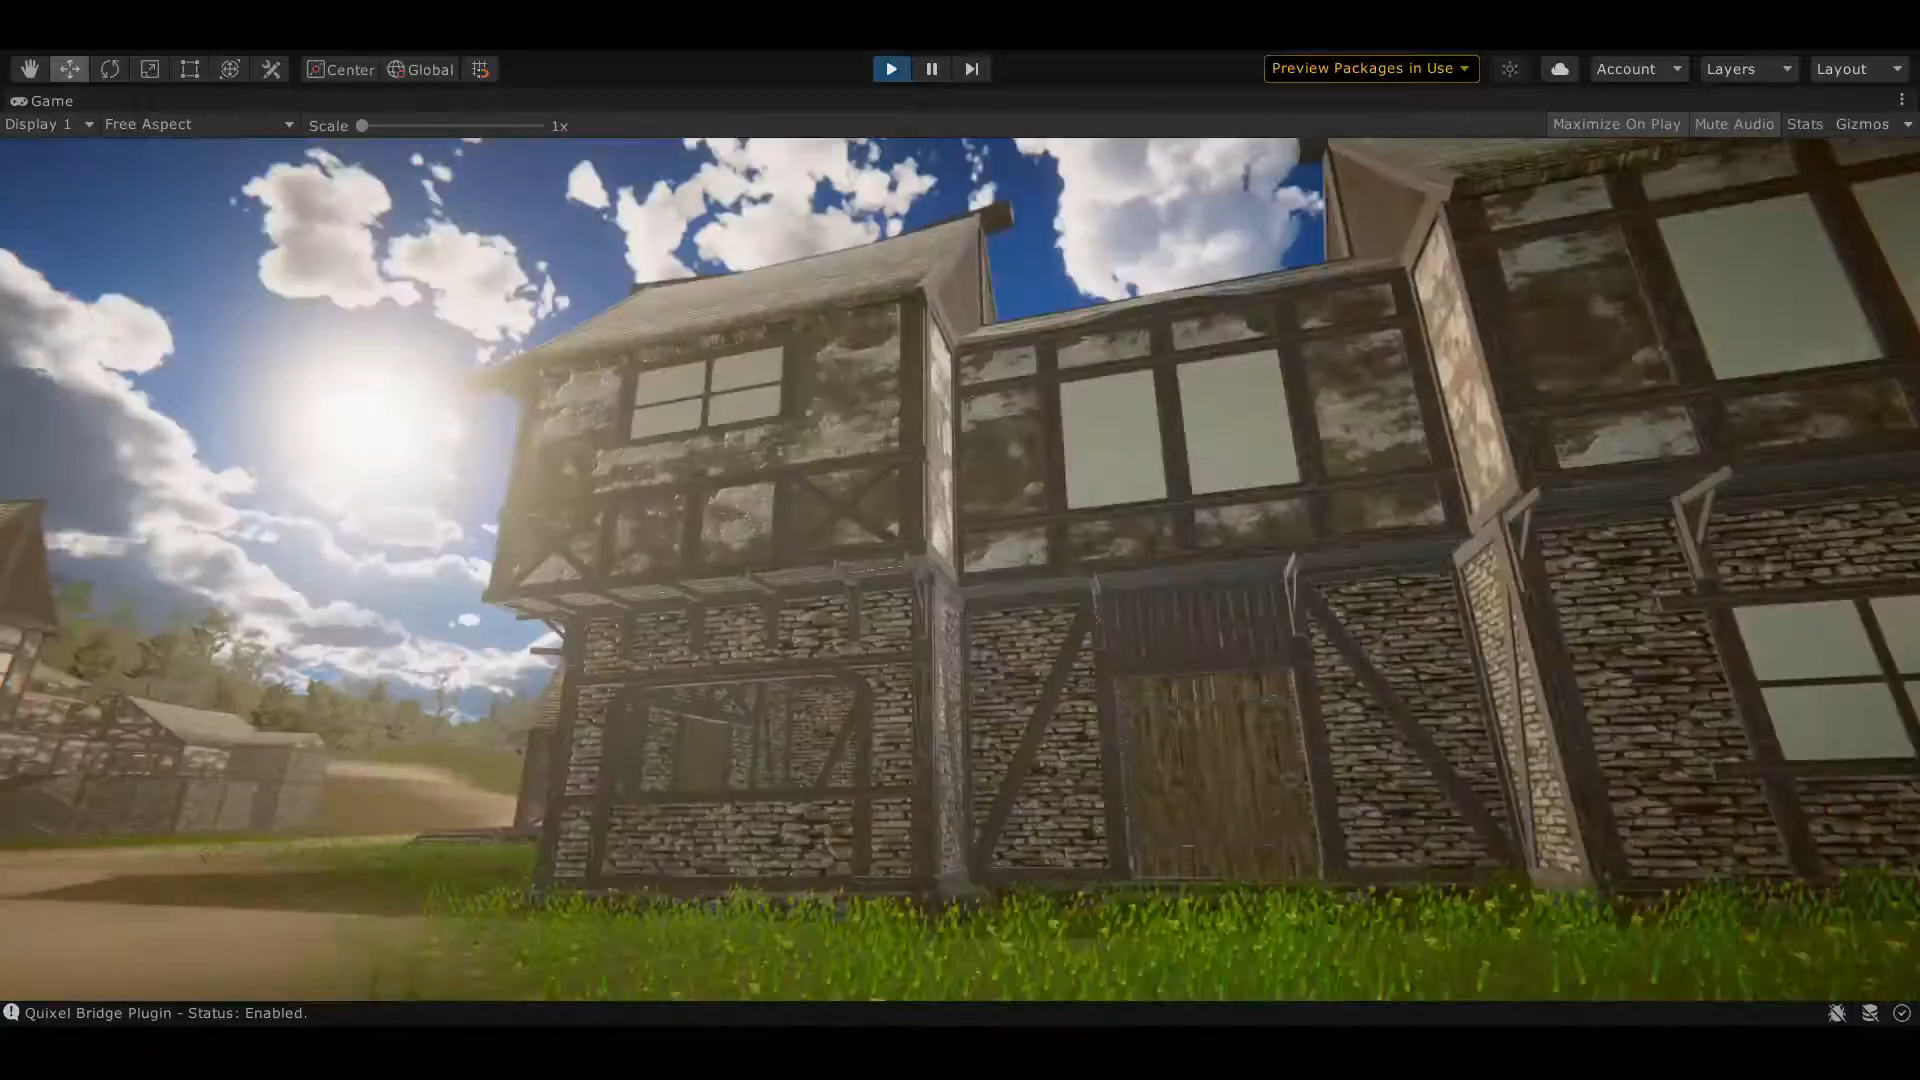 Center Global Preview Packages in Use Account Layers Layout
Game
Display 1 Free Aspect Scale 1x Maximize On Play Mute Audio Stats Gizmos
Quixel Bridge Plugin - Status: Enabled.